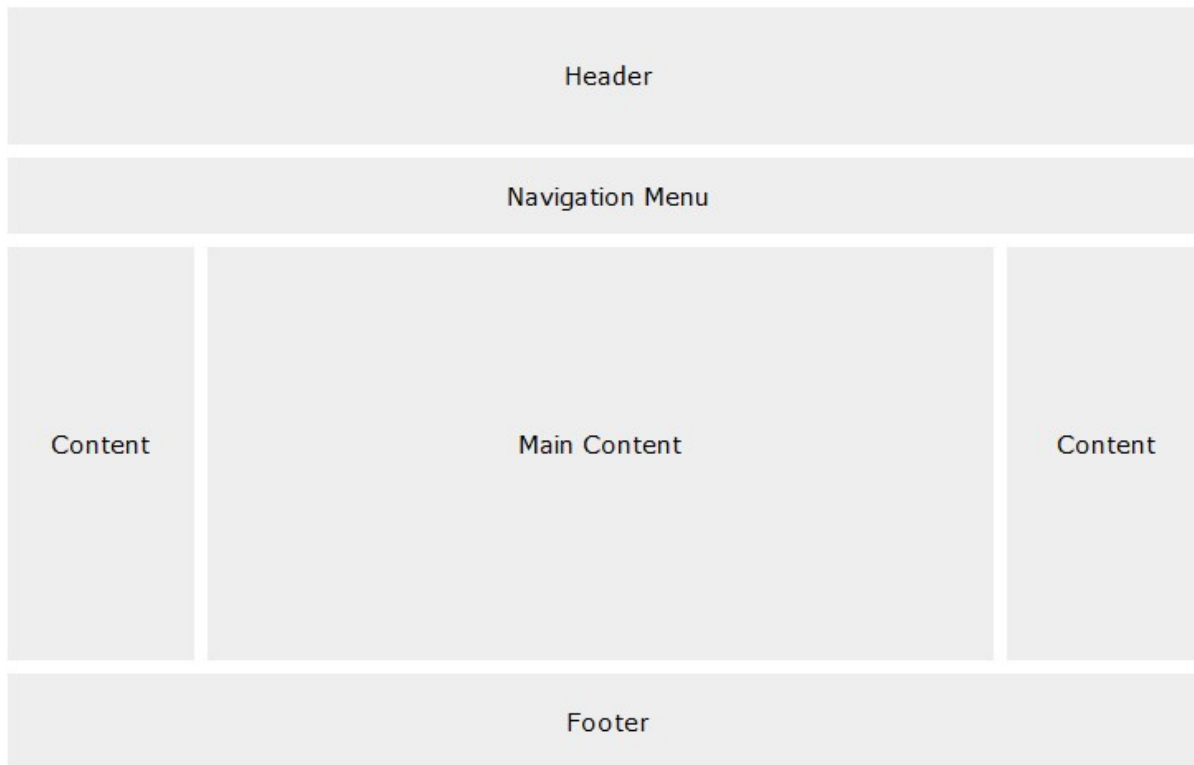 Header
Navigation Menu
Content
Main Content
Content
Footer